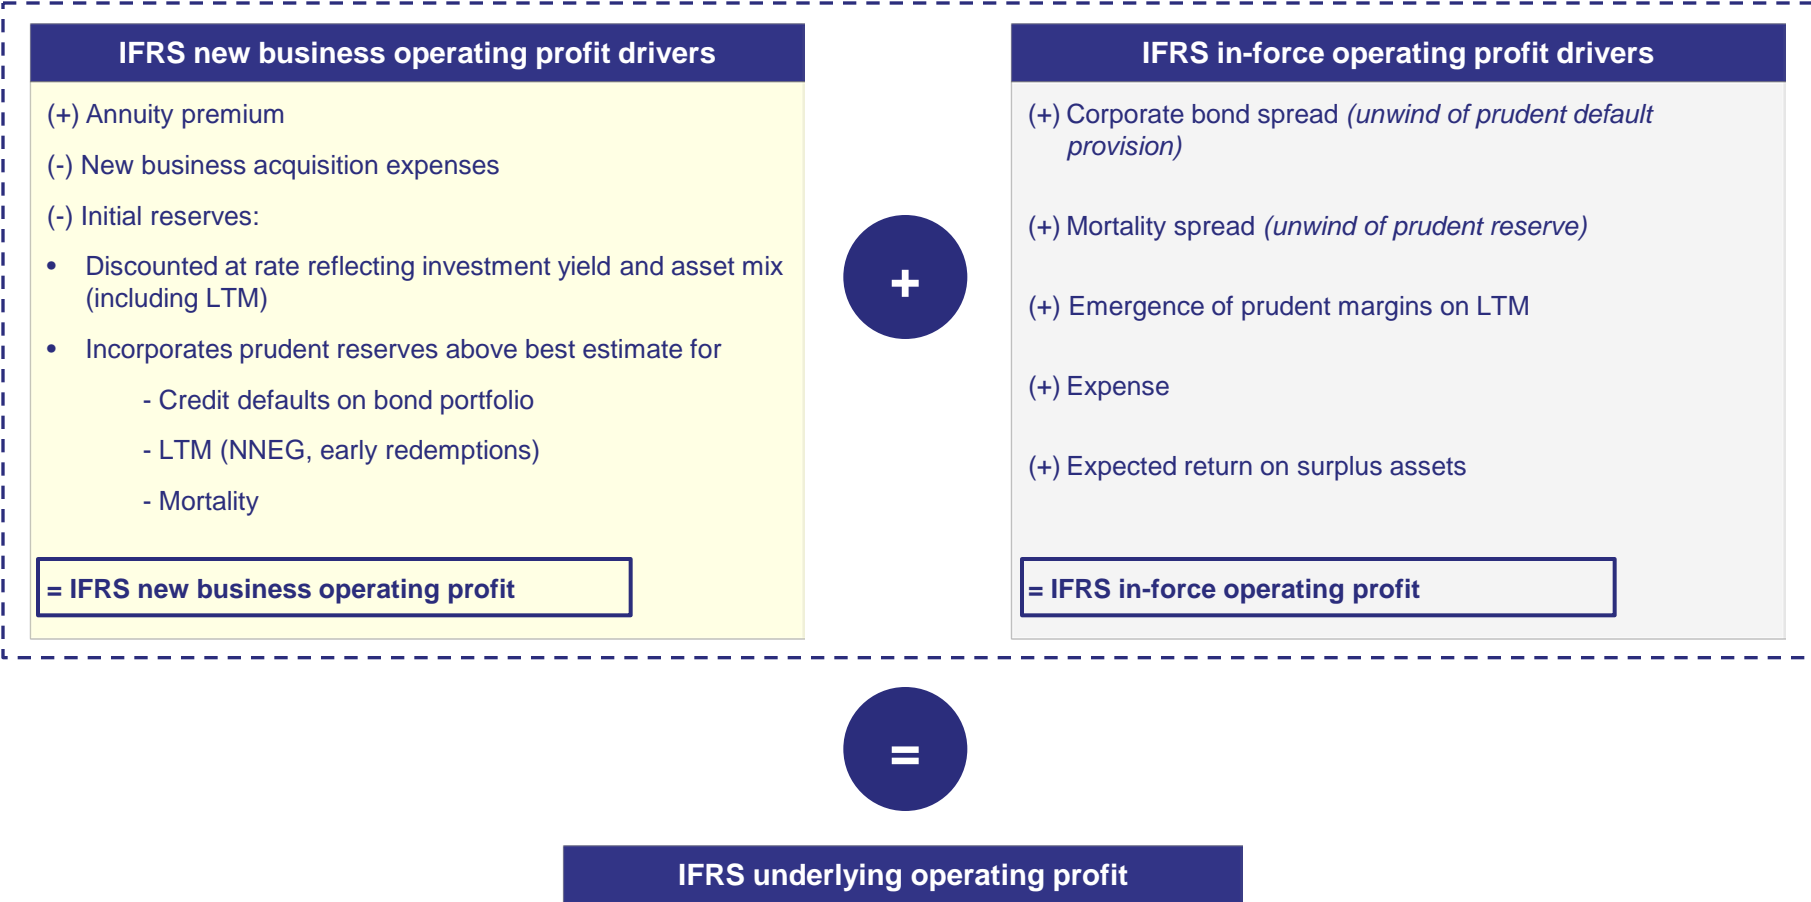 IFRS new business operating profit drivers
(+) Annuity premium
(-) New business acquisition expenses
(-) Initial reserves:
• Discounted at rate reflecting investment yield and asset mix
(including LTM)
• Incorporates prudent reserves above best estimate for
- Credit defaults on bond portfolio
- LTM (NNEG, early redemptions)
- Mortality
= IFRS new business operating profit
+
IFRS in-force operating profit drivers
(+) Corporate bond spread (unwind of prudent default
provision)
(+) Mortality spread (unwind of prudent reserve)
(+) Emergence of prudent margins on LTM
(+) Expense
(+) Expected return on surplus assets
= IFRS in-force operating profit
=
IFRS underlying operating profit